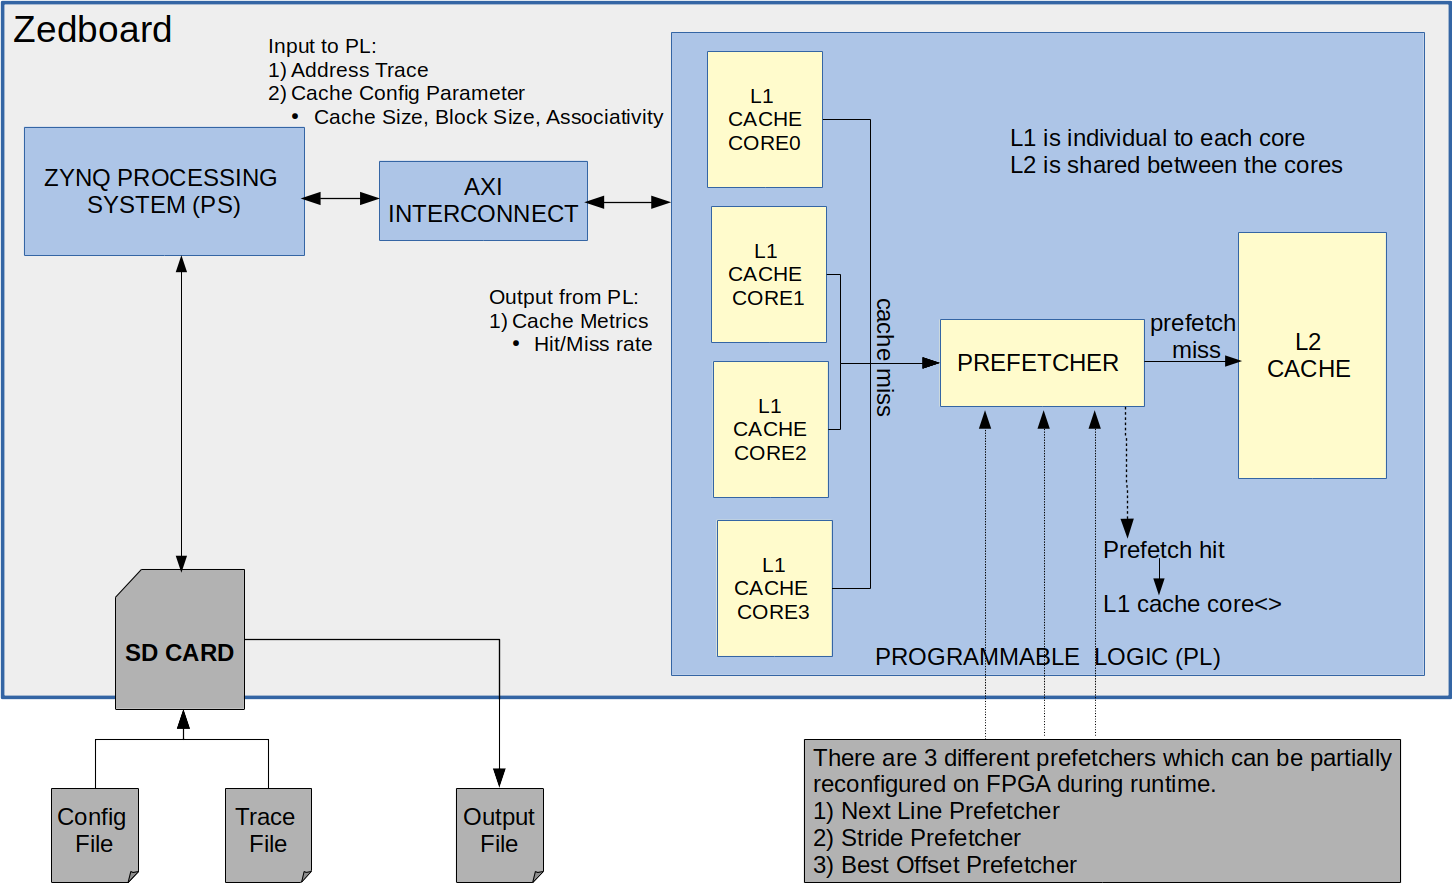 Zedboard
Input to PL:
1) Address Trace
2) Cache Config Parameter
• Cache Size, Block Size, Associativity
ZYNQ PROCESSING
SYSTEM (PS)
AXI
INTERCONNECT
Output from PL:
1) Cache Metrics
• Hit/Miss rate
L1
CACHE
CORE0
L1
CACHE
CORE1
L1
CACHE
CORE2
L1
CACHE
CORE3
cache miss
L1 is individual to each core
L2 is shared between the cores
PREFETCHER
prefetch
miss
L2
CACHE
Prefetch hit
L1 cache core<>
PROGRAMMABLE LOGIC (PL)
SD CARD
Config
File
Trace
File
Output
File
There are 3 different prefetchers which can be partially
reconfigured on FPGA during runtime.
1) Next Line Prefetcher
2) Stride Prefetcher
3) Best Offset Prefetcher